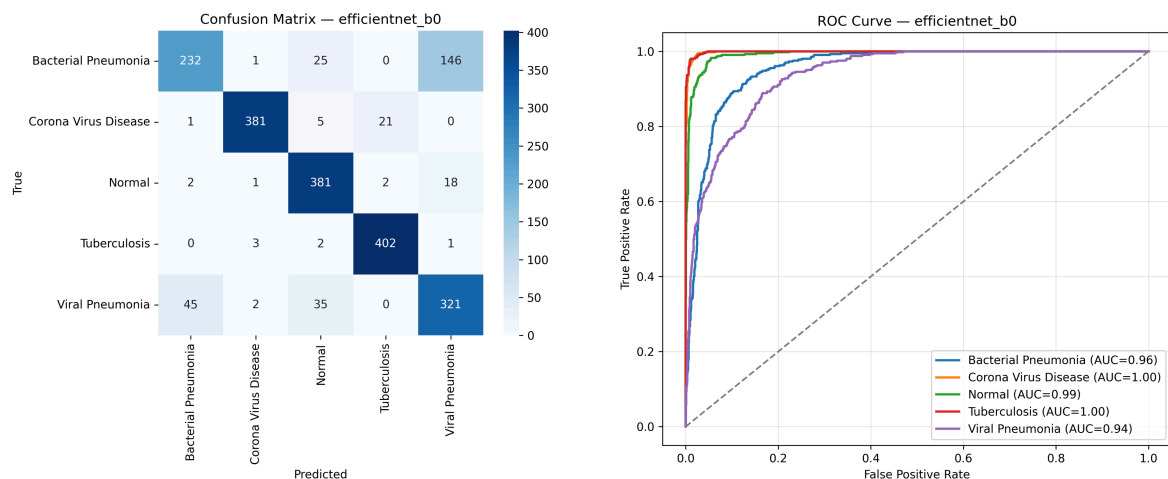 Confusion Matrix — efficientnet_b0
True
Bacterial Pneumonia 232 1 25 0 146
Corona Virus Disease 1 381 5 21 0
Normal 2 1 381 2 18
Tuberculosis 0 3 2 402 1
Viral Pneumonia 45 2 35 0 321
Bacterial Pneumonia
Corona Virus Disease
Normal
Tuberculosis
Viral Pneumonia
Predicted
400
350
300
250
200
150
100
50
0
ROC Curve — efficientnet_b0
True Positive Rate
1.0
0.8
0.6
0.4
0.2
0.0
0.0 0.2 0.4 0.6 0.8 1.0
False Positive Rate
Bacterial Pneumonia (AUC=0.96)
Corona Virus Disease (AUC=1.00)
Normal (AUC=0.99)
Tuberculosis (AUC=1.00)
Viral Pneumonia (AUC=0.94)